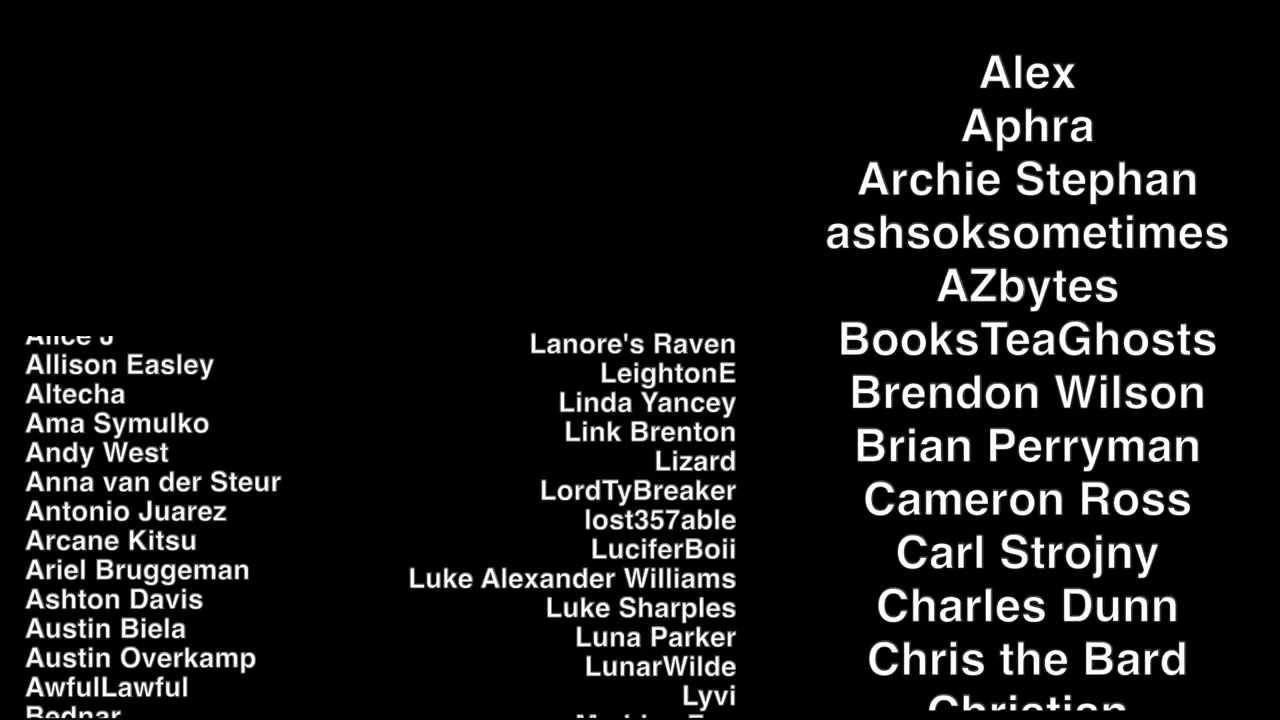 Alice J
Allison Easley
Altecha
Ama Symulko
Andy West
Anna van der Steur
Antonio Juarez
Arcane Kitsu
Ariel Bruggeman
Ashton Davis
Austin Biela
Austin Overkamp
AwfulLawful
Bednar
Lanore's Raven
LeightonE
Linda Yancey
Link Brenton
Lizard
LordTyBreaker
lost357able
LuciferBoii
Luke Alexander Williams
Luke Sharples
Luna Parker
LunarWilde
Lyvi
Alex
Aphra
Archie Stephan
ashsoksometimes
AZbytes
BooksTeaGhosts
Brendon Wilson
Brian Perryman
Cameron Ross
Carl Strojny
Charles Dunn
Chris the Bard
Christian